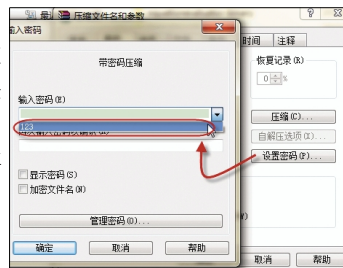 压缩文件名和参数
输入密码
时间 注释
带密码压缩
恢复记录(R)
0 %
输入密码(E)
123
压缩(C)...
自解压选项(X)...
设置密码(P)...
显示密码(S)
加密文件名(N)
管理密码(O)...
确定 取消 帮助
取消 帮助